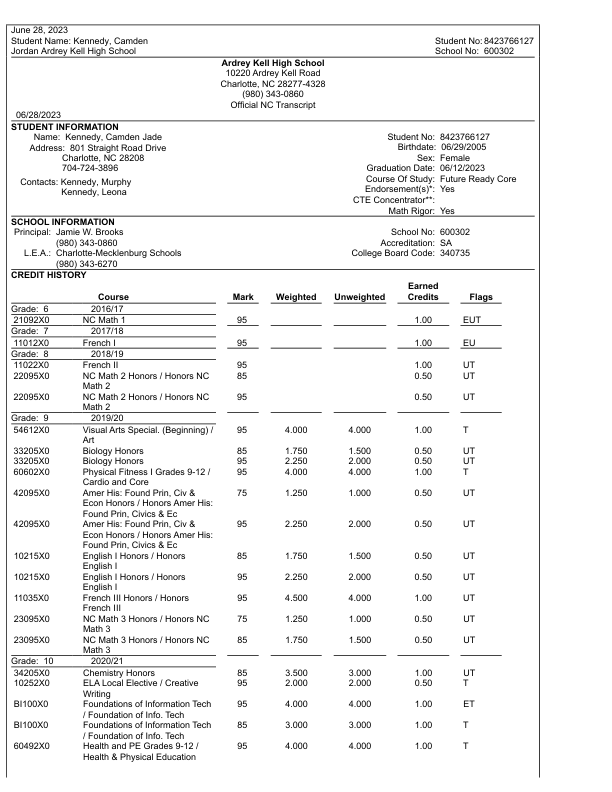 June 28, 2023
Student Name: Kennedy, Camden Student No: 8423766127
Jordan Ardrey Kell High School School No: 600302
Ardrey Kell High School
10220 Ardrey Kell Road
Charlotte, NC 28277-4328
(980) 343-0860
Official NC Transcript
06/28/2023
STUDENT INFORMATION
Name: Kennedy, Camden Jade Student No: 8423766127
Address: 801 Straight Road Drive Birthdate: 06/29/2005
Charlotte, NC 28208 Sex: Female
704-724-3896 Graduation Date: 06/12/2023
Course Of Study: Future Ready Core
Contacts: Kennedy, Murphy Endorsement(s)*: Yes
Kennedy, Leona CTE Concentrator**:
Math Rigor: Yes
SCHOOL INFORMATION
Principal: Jamie W. Brooks School No: 600302
(980) 343-0860 Accreditation: SA
L.E.A.: Charlotte-Mecklenburg Schools College Board Code: 340735
(980) 343-6270
CREDIT HISTORY
Course Mark Weighted Unweighted Earned Credits Flags
Grade: 6 2016/17
21092X0 NC Math 1 95 1.00 EUT
Grade: 7 2017/18
11012X0 French I 95 1.00 EU
Grade: 8 2018/19
11022X0 French II 95 1.00 UT
22095X0 NC Math 2 Honors / Honors NC 85 0.50 UT
Math 2
22095X0 NC Math 2 Honors / Honors NC 95 0.50 UT
Math 2
Grade: 9 2019/20
54612X0 Visual Arts Special. (Beginning) / 95 4.000 4.000 1.00 T
Art
33205X0 Biology Honors 85 1.750 1.500 0.50 UT
33205X0 Biology Honors 95 2.250 2.000 0.50 UT
60602X0 Physical Fitness I Grades 9-12 / 95 4.000 4.000 1.00 T
Cardio and Core
42095X0 Amer His: Found Prin, Civ & 75 1.250 1.000 0.50 UT
Econ Honors / Honors Amer His:
Found Prin, Civics & Ec
42095X0 Amer His: Found Prin, Civ & 95 2.250 2.000 0.50 UT
Econ Honors / Honors Amer His:
Found Prin, Civics & Ec
10215X0 English I Honors / Honors 85 1.750 1.500 0.50 UT
English I
10215X0 English I Honors / Honors 95 2.250 2.000 0.50 UT
English I
11035X0 French III Honors / Honors 95 4.500 4.000 1.00 UT
French III
23095X0 NC Math 3 Honors / Honors NC 75 1.250 1.000 0.50 UT
Math 3
23095X0 NC Math 3 Honors / Honors NC 85 1.750 1.500 0.50 UT
Math 3
Grade: 10 2020/21
34205X0 Chemistry Honors 85 3.500 3.000 1.00 UT
10252X0 ELA Local Elective / Creative 95 2.000 2.000 0.50 T
Writing
BI100X0 Foundations of Information Tech 95 4.000 4.000 1.00 ET
/ Foundation of Info. Tech
BI100X0 Foundations of Information Tech 85 3.000 3.000 1.00 T
/ Foundation of Info. Tech
60492X0 Health and PE Grades 9-12 / 95 4.000 4.000 1.00 T
Health & Physical Education